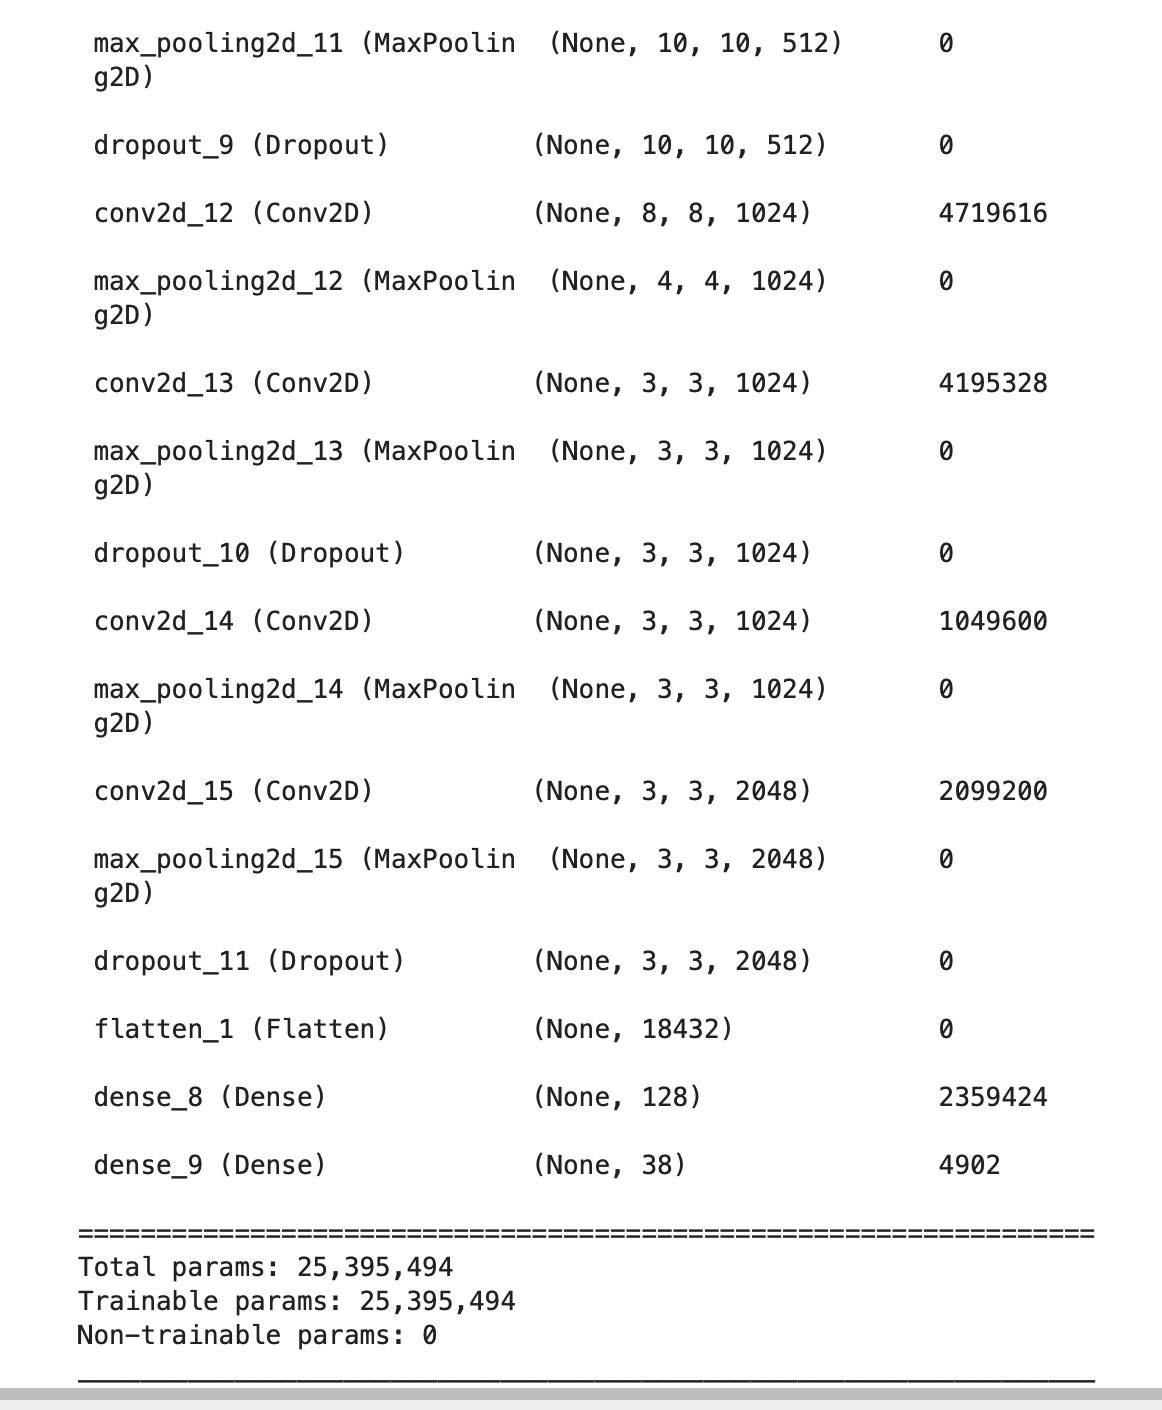 max_pooling2d_11 (MaxPoolin (None, 10, 10, 512) 0
g2D)
dropout_9 (Dropout) (None, 10, 10, 512) 0
conv2d_12 (Conv2D) (None, 8, 8, 1024) 4719616
max_pooling2d_12 (MaxPoolin (None, 4, 4, 1024) 0
g2D)
conv2d_13 (Conv2D) (None, 3, 3, 1024) 4195328
max_pooling2d_13 (MaxPoolin (None, 3, 3, 1024) 0
g2D)
dropout_10 (Dropout) (None, 3, 3, 1024) 0
conv2d_14 (Conv2D) (None, 3, 3, 1024) 1049600
max_pooling2d_14 (MaxPoolin (None, 3, 3, 1024) 0
g2D)
conv2d_15 (Conv2D) (None, 3, 3, 2048) 2099200
max_pooling2d_15 (MaxPoolin (None, 3, 3, 2048) 0
g2D)
dropout_11 (Dropout) (None, 3, 3, 2048) 0
flatten_1 (Flatten) (None, 18432) 0
dense_8 (Dense) (None, 128) 2359424
dense_9 (Dense) (None, 38) 4902
=================================================================
Total params: 25,395,494
Trainable params: 25,395,494
Non-trainable params: 0
_________________________________________________________________